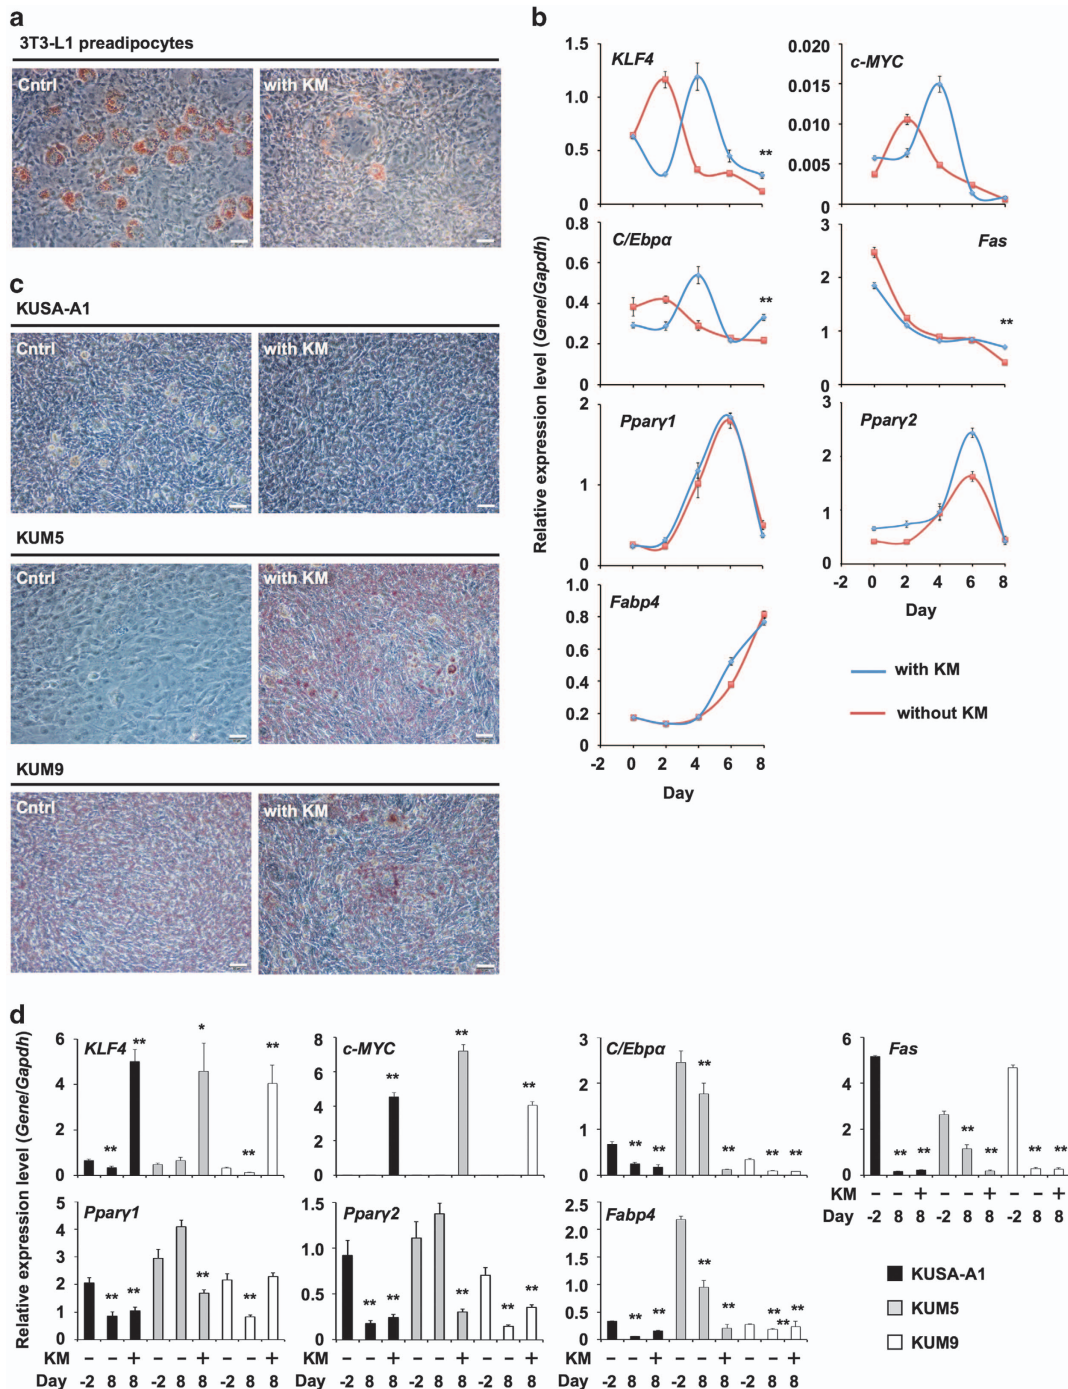 a
3T3-L1 preadipocytes
Cntrl
with KM
b
Relative expression level (Gene/Gapdh)
KLF4
1.5
1.2
0.9
0.6
0.3
0
**
c-MYC
0.020
0.015
0.010
0.005
0
C/Ebpα
0.8
0.6
0.4
0.2
0
**
Fas
3
2
1
0
**
Pparγ1
2
1
0
Pparγ2
3
2
1
0
-2 0 2 4 6 8
Day
Fabp4
1.0
0.8
0.6
0.4
0.2
0
-2 0 2 4 6 8
Day
with KM
without KM
c
KUSA-A1
Cntrl
with KM
KUM5
Cntrl
with KM
KUM9
Cntrl
with KM
d
Relative expression level (Gene/Gapdh)
KLF4
6
4
2
0
** ** * ** **
c-MYC
8
6
4
2
0
** ** **
C/Ebpα
3
2
1
0
** ** ** ** ** **
Fas
6
4
2
0
** ** ** ** ** **
KM − − + − − + − − +
Day -2 8 8 -2 8 8 -2 8 8
Pparγ1
5
4
3
2
1
0
** ** ** **
KM − − + − − + − − +
Day -2 8 8 -2 8 8 -2 8 8
Pparγ2
1.5
1.0
0.5
0
** ** ** ** **
− − + − − + − − +
-2 8 8 -2 8 8 -2 8 8
Fabp4
2.5
2.0
1.5
1.0
0.5
0
** ** ** ** ** ** **
KM − − + − − + − − +
Day -2 8 8 -2 8 8 -2 8 8
KUSA-A1
KUM5
KUM9